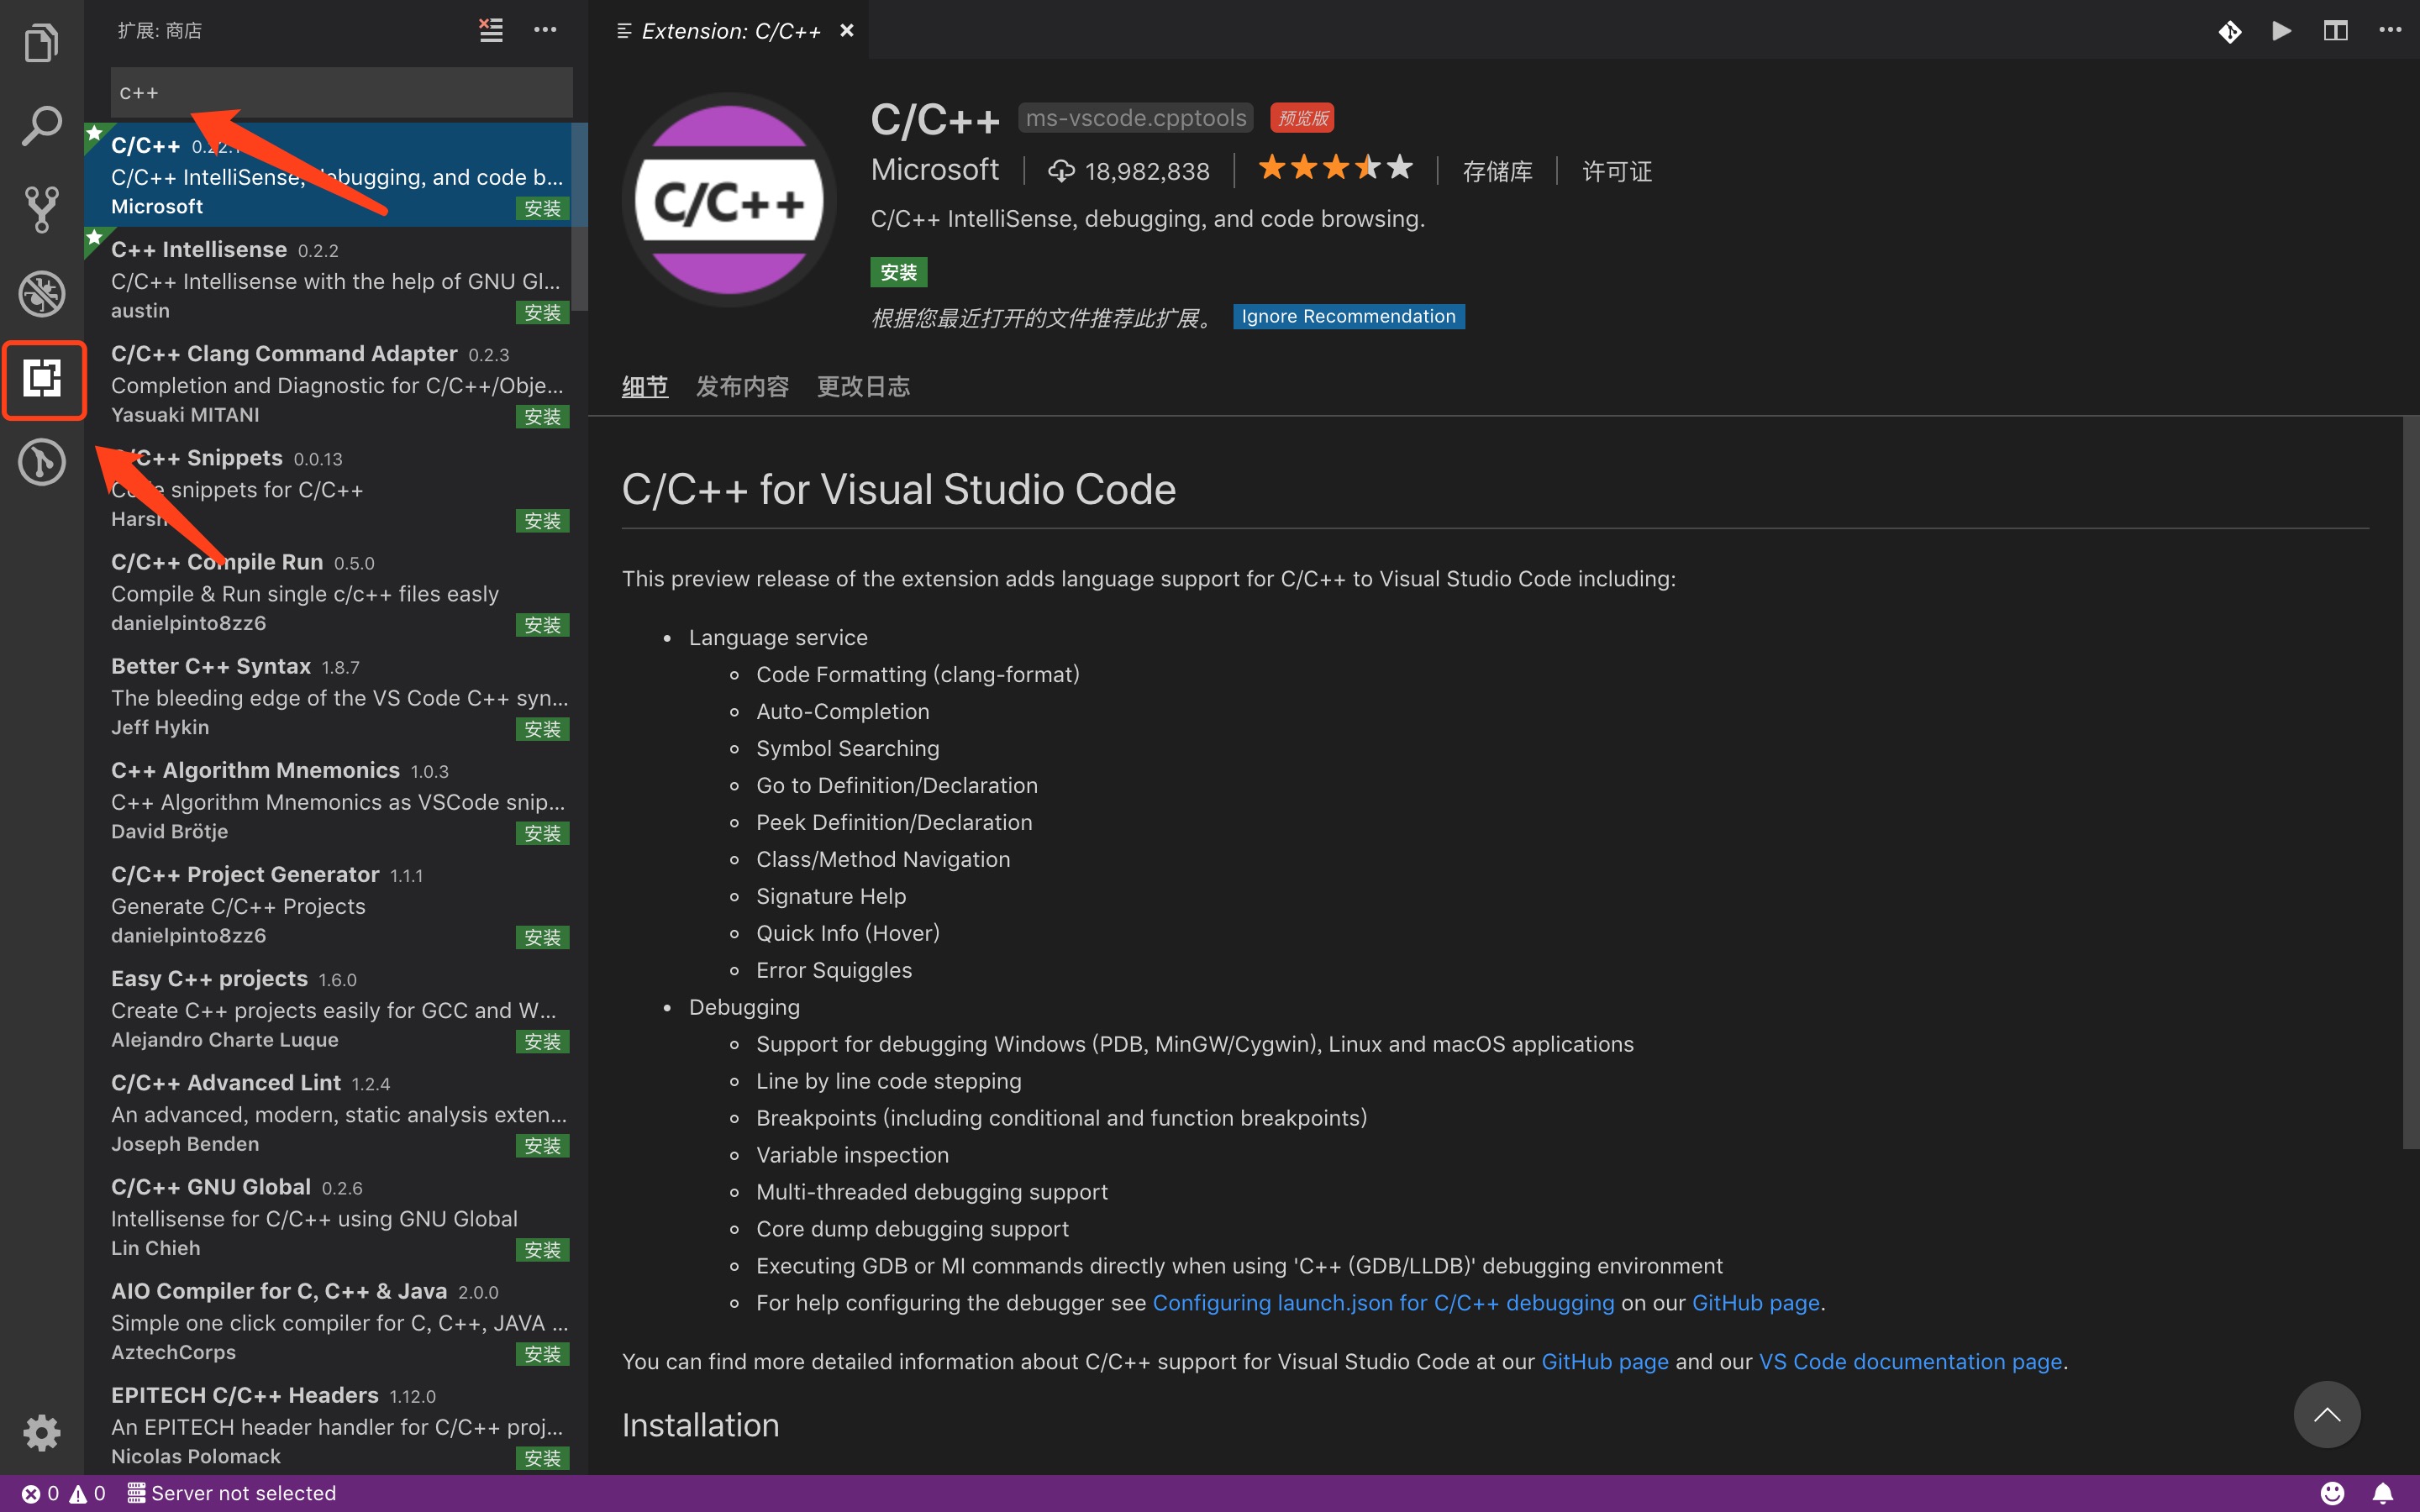 扩展: 商店
c++
C/C++
C/C++ IntelliSense, debugging, and code b...
Microsoft
安装
C++ Intellisense 0.2.2
C/C++ Intellisense with the help of GNU Gl...
austin
安装
C/C++ Clang Command Adapter 0.2.3
Completion and Diagnostic for C/C++/Obje...
Yasuaki MITANI
安装
C/C++ Snippets 0.0.13
Code snippets for C/C++
Harsh
安装
C/C++ Compile Run 0.5.0
Compile & Run single c/c++ files easly
danielpinto8zz6
安装
Better C++ Syntax 1.8.7
The bleeding edge of the VS Code C++ syn...
Jeff Hykin
安装
C++ Algorithm Mnemonics 1.0.3
C++ Algorithm Mnemonics as VSCode snip...
David Brötje
安装
C/C++ Project Generator 1.1.1
Generate C/C++ Projects
danielpinto8zz6
安装
Easy C++ projects 1.6.0
Create C++ projects easily for GCC and W...
Alejandro Charte Luque
安装
C/C++ Advanced Lint 1.2.4
An advanced, modern, static analysis exten...
Joseph Benden
安装
C/C++ GNU Global 0.2.6
Intellisense for C/C++ using GNU Global
Lin Chieh
安装
AIO Compiler for C, C++ & Java 2.0.0
Simple one click compiler for C, C++, JAVA ...
AztechCorps
安装
EPITECH C/C++ Headers 1.12.0
An EPITECH header handler for C/C++ proj...
Nicolas Polomack
安装
Extension: C/C++
C/C++
C/C++ ms-vscode.cpptools 预览版
Microsoft 18,982,838 存储库 许可证
C/C++ IntelliSense, debugging, and code browsing.
安装
根据您最近打开的文件推荐此扩展。 Ignore Recommendation
细节 发布内容 更改日志
C/C++ for Visual Studio Code
This preview release of the extension adds language support for C/C++ to Visual Studio Code including:
Language service
Code Formatting (clang-format)
Auto-Completion
Symbol Searching
Go to Definition/Declaration
Peek Definition/Declaration
Class/Method Navigation
Signature Help
Quick Info (Hover)
Error Squiggles
Debugging
Support for debugging Windows (PDB, MinGW/Cygwin), Linux and macOS applications
Line by line code stepping
Breakpoints (including conditional and function breakpoints)
Variable inspection
Multi-threaded debugging support
Core dump debugging support
Executing GDB or MI commands directly when using 'C++ (GDB/LLDB)' debugging environment
For help configuring the debugger see Configuring launch.json for C/C++ debugging on our GitHub page.
You can find more detailed information about C/C++ support for Visual Studio Code at our GitHub page and our VS Code documentation page.
Installation
0 0 Server not selected